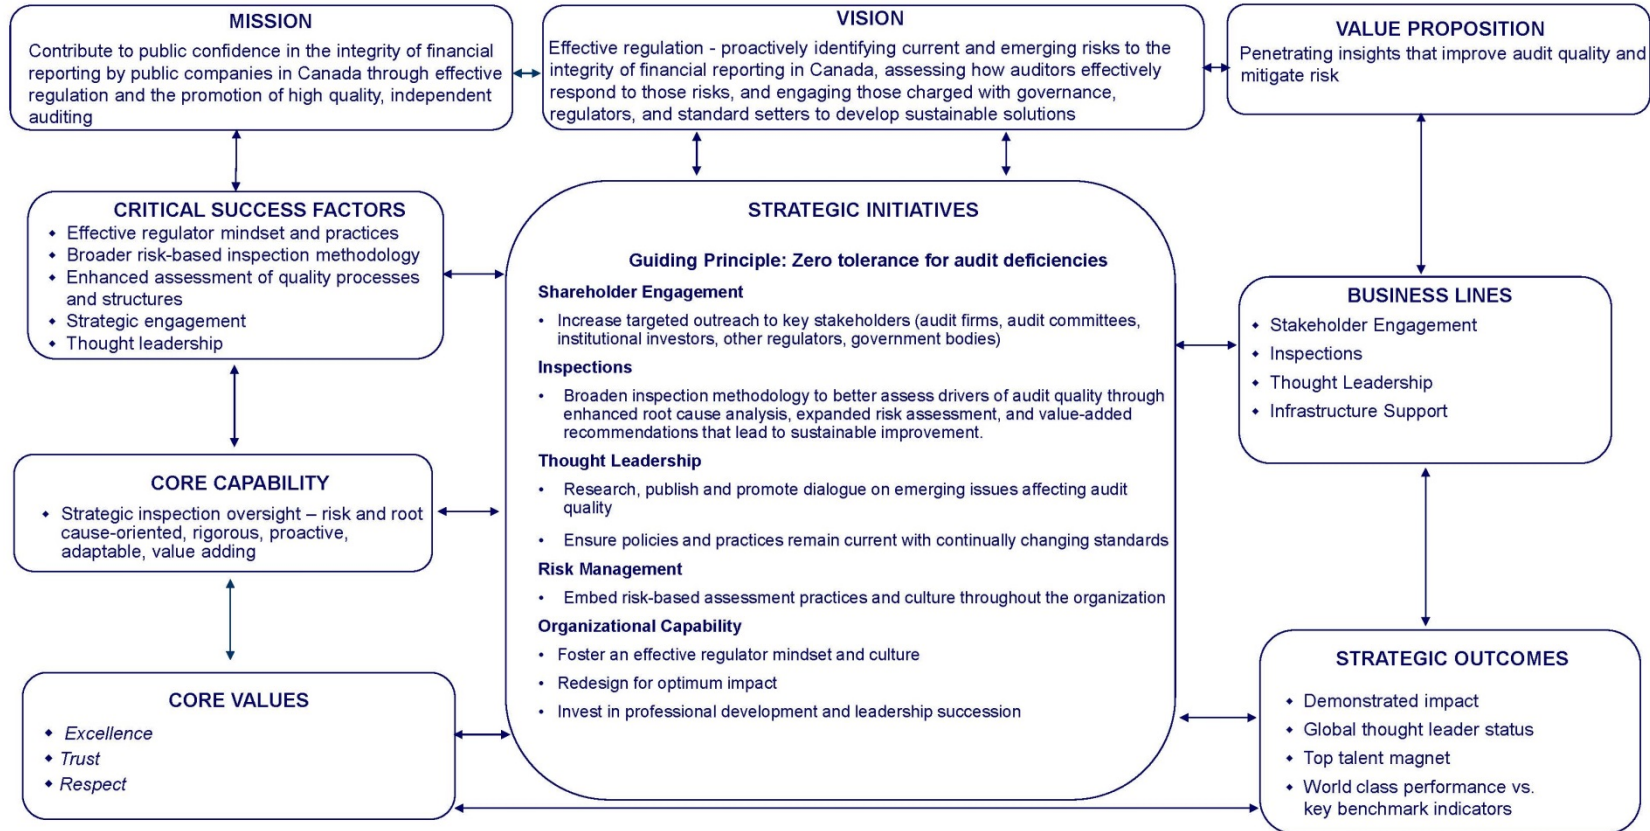 MISSION
Contribute to public confidence in the integrity of financial
reporting by public companies in Canada through effective
regulation and the promotion of high quality, independent
auditing
VISION
Effective regulation - proactively identifying current and emerging risks to the
integrity of financial reporting in Canada, assessing how auditors effectively
respond to those risks, and engaging those charged with governance,
regulators, and standard setters to develop sustainable solutions
VALUE PROPOSITION
Penetrating insights that improve audit quality and
mitigate risk
CRITICAL SUCCESS FACTORS
Effective regulator mindset and practices
Broader risk-based inspection methodology
Enhanced assessment of quality processes
and structures
Strategic engagement
Thought leadership
STRATEGIC INITIATIVES
Guiding Principle: Zero tolerance for audit deficiencies
Shareholder Engagement
• Increase targeted outreach to key stakeholders (audit firms, audit committees,
institutional investors, other regulators, government bodies)
Inspections
• Broaden inspection methodology to better assess drivers of audit quality through
enhanced root cause analysis, expanded risk assessment, and value-added
recommendations that lead to sustainable improvement.
Thought Leadership
• Research, publish and promote dialogue on emerging issues affecting audit
quality
• Ensure policies and practices remain current with continually changing standards
Risk Management
• Embed risk-based assessment practices and culture throughout the organization
Organizational Capability
• Foster an effective regulator mindset and culture
• Redesign for optimum impact
• Invest in professional development and leadership succession
BUSINESS LINES
Stakeholder Engagement
Inspections
Thought Leadership
Infrastructure Support
CORE CAPABILITY
Strategic inspection oversight – risk and root
cause-oriented, rigorous, proactive,
adaptable, value adding
CORE VALUES
Excellence
Trust
Respect
STRATEGIC OUTCOMES
Demonstrated impact
Global thought leader status
Top talent magnet
World class performance vs.
key benchmark indicators